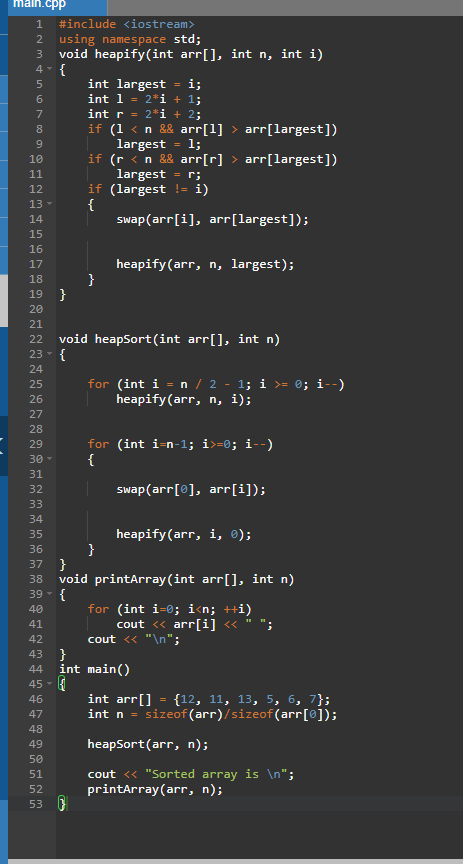 main.cpp
1 #include <iostream>
2 using namespace std;
3 void heapify(int arr[], int n, int i)
4 {
5 int largest = i;
6 int l = 2*i + 1;
7 int r = 2*i + 2;
8 if (l < n && arr[l] > arr[largest])
9 largest = l;
10 if (r < n && arr[r] > arr[largest])
11 largest = r;
12 if (largest != i)
13 {
14 swap(arr[i], arr[largest]);
15
16
17 heapify(arr, n, largest);
18 }
19 }
20
21
22 void heapSort(int arr[], int n)
23 {
24
25 for (int i = n / 2 - 1; i >= 0; i--)
26 heapify(arr, n, i);
27
28
29 for (int i=n-1; i>=0; i--)
30 {
31
32 swap(arr[0], arr[i]);
33
34
35 heapify(arr, i, 0);
36 }
37 }
38 void printArray(int arr[], int n)
39 {
40 for (int i=0; i<n; ++i)
41 cout << arr[i] << " ";
42 cout << "\n";
43 }
44 int main()
45 {
46 int arr[] = {12, 11, 13, 5, 6, 7};
47 int n = sizeof(arr)/sizeof(arr[0]);
48
49 heapSort(arr, n);
50
51 cout << "Sorted array is \n";
52 printArray(arr, n);
53 }